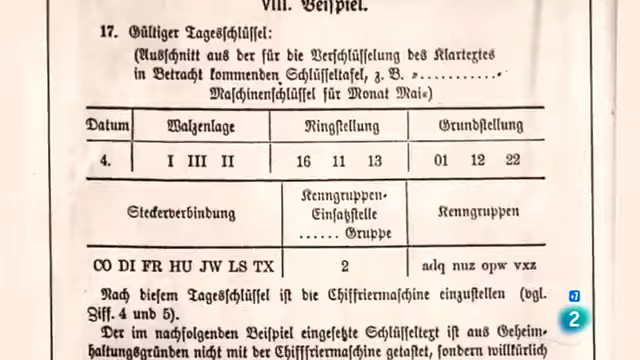 VIII. Beispiel.
17. Gültiger Tagesschlüssel:
(Ausschnitt aus der für die Verschlüsselung des Klartextes
in Betracht kommenden Schlüsseltafel, z. B. »..........
Maschinenschlüssel für Monat Mai«)
Datum Walzenlage Ringstellung Grundstellung
4. I III II 16 11 13 01 12 22
Steckerverbindung Kenngruppen-Einsatzstelle ...... Gruppe Kenngruppen
CO DI FR HU JW LS TX 2 adq nuz opw vxz
Nach diesem Tagesschlüssel ist die Chiffriermaschine einzustellen (vgl.
Ziff. 4 und 5).
Der im nachfolgenden Beispiel eingesetzte Schlüsseltext ist aus Geheim-
haltungsgründen nicht mit der Chiffriermaschine getastet, sondern willkürlich
2